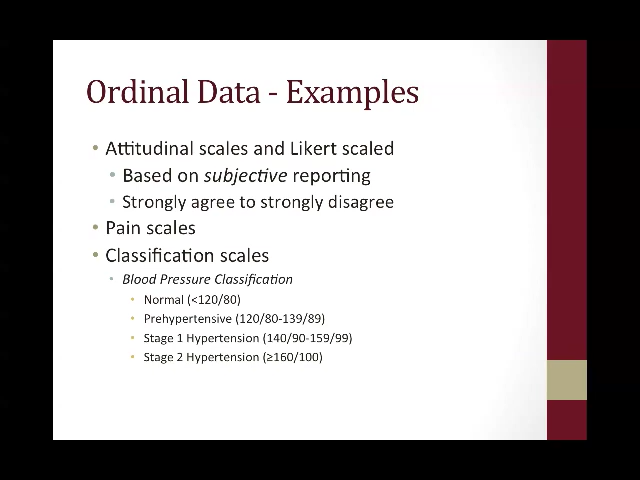 Ordinal Data - Examples
• Attitudinal scales and Likert scaled
• Based on subjective reporting
• Strongly agree to strongly disagree
• Pain scales
• Classification scales
• Blood Pressure Classification
• Normal (<120/80)
• Prehypertensive (120/80-139/89)
• Stage 1 Hypertension (140/90-159/99)
• Stage 2 Hypertension (≥160/100)